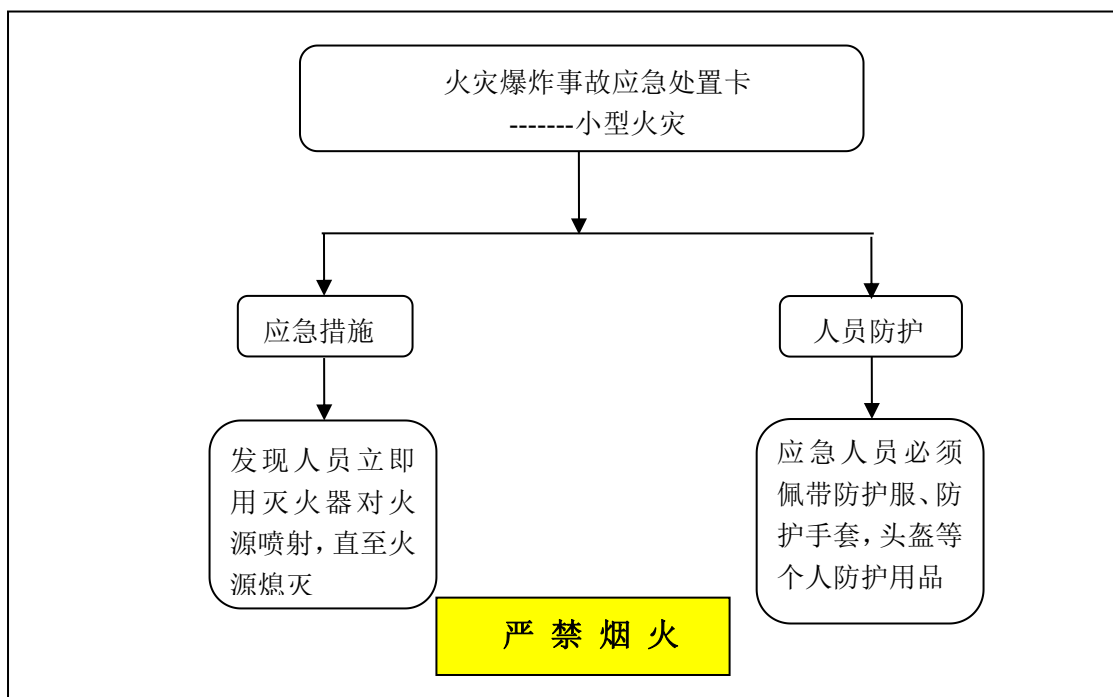 火灾爆炸事故应急处置卡
-------小型火灾
应急措施
人员防护
发现人员立即
用灭火器对火
源喷射，直至火
源熄灭
应急人员必须
佩带防护服、防
护手套，头盔等
个人防护用品
严 禁 烟 火